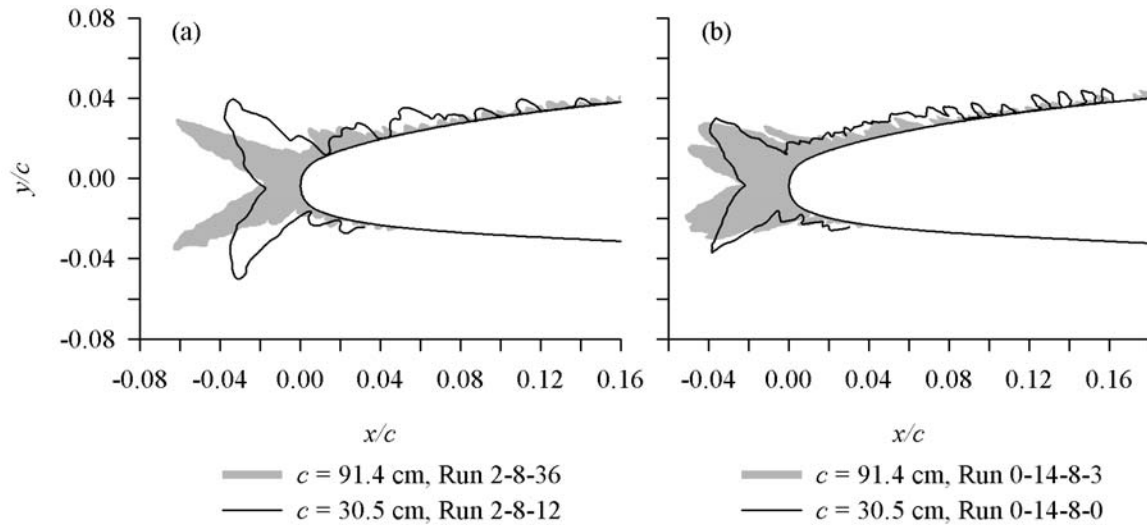 (a)
0.08
0.04
0.00
-0.04
-0.08
y/c
-0.08 -0.04 0.00 0.04 0.08 0.12 0.16
x/c
c = 91.4 cm, Run 2-8-36
c = 30.5 cm, Run 2-8-12
(b)
-0.04 0.00 0.04 0.08 0.12 0.16
x/c
c = 91.4 cm, Run 0-14-8-3
c = 30.5 cm, Run 0-14-8-0